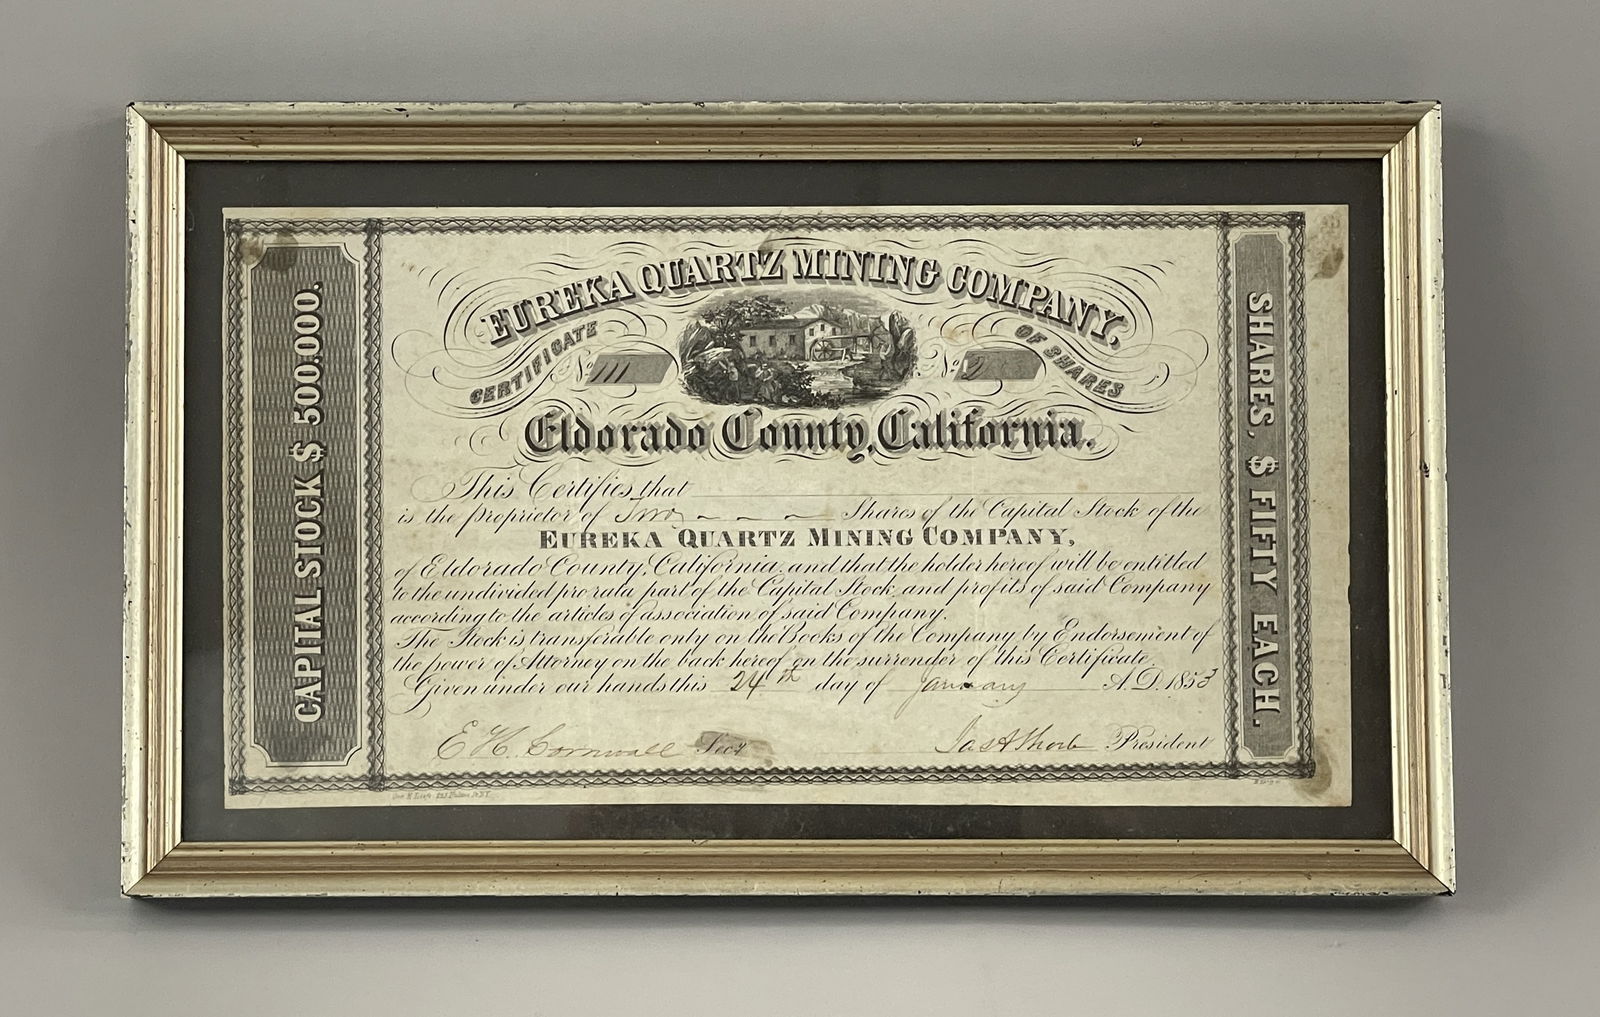 CAPITAL STOCK $ 500.000.
EUREKA QUARTZ MINING COMPANY,
CERTIFICATE OF SHARES
No. 111 No. 2
Eldorado County, California.
This Certifies that
is the Proprietor of Two Shares of the Capital Stock of the
EUREKA QUARTZ MINING COMPANY,
of Eldorado County, California, and that the holder hereof will be entitled
to the undivided pro rata part of the Capital Stock, and profits of said Company
according to the articles of association of said Company.
The Stock is transferable only on the Books of the Company by Endorsement of
the power of Attorney on the back hereof on the surrender of this Certificate.
Given under our hands this 24th day of January A.D. 1853
E H Cornwall Secy President
SHARES, $ FIFTY EACH.